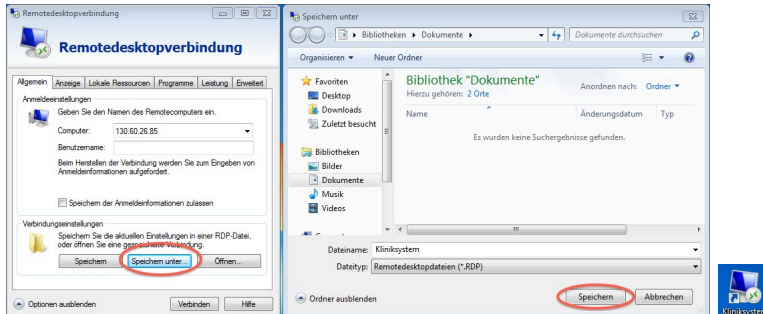 Remotedesktopverbindung
Remotedesktopverbindung
Allgemein Anzeige Lokale Ressourcen Programme Leistung Erweitert
Anmeldeeinstellungen
Geben Sie den Namen des Remotecomputers ein.
Computer: 130.60.26.85
Benutzername:
Beim Herstellen der Verbindung werden Sie zum Eingeben von
Anmeldeinformationen aufgefordert.
Speichern der Anmeldeinformationen zulassen
Verbindungseinstellungen
Speichern Sie die aktuellen Einstellungen in einer RDP-Datei,
oder öffnen Sie eine gespeicherte Verbindung.
Speichern Speichern unter... Öffnen...
Optionen ausblenden Verbinden Hilfe
Speichern unter
Bibliotheken Dokumente Dokumente durchsuchen
Organisieren Neuer Ordner
Favoriten
Desktop
Downloads
Zuletzt besucht
Bibliotheken
Bilder
Dokumente
Musik
Videos
Bibliothek "Dokumente"
Hierzu gehören: 2 Orte
Anordnen nach: Ordner
Name Änderungsdatum Typ
Es wurden keine Suchergebnisse gefunden.
Dateiname: Kliniksystem
Dateityp: Remotedesktopdateien (*.RDP)
Ordner ausblenden Speichern Abbrechen
Kliniksystem